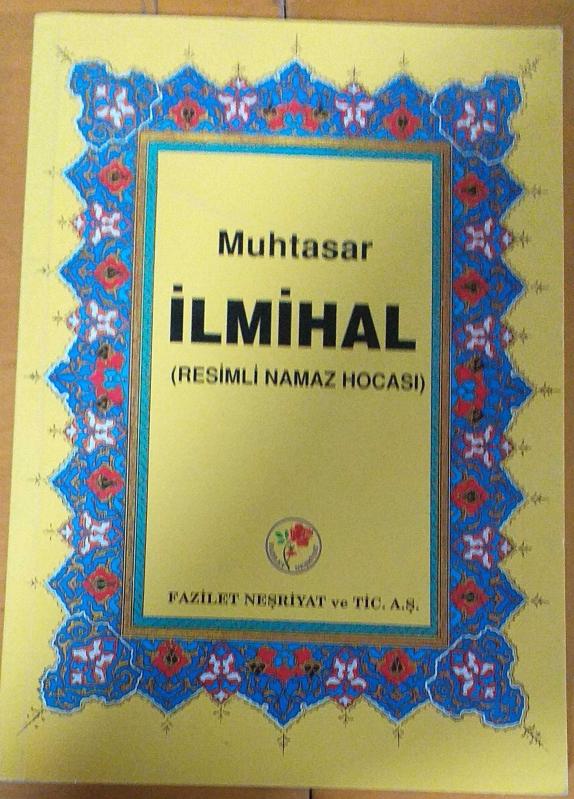 Muhtasar
İLMİHAL
(RESİMLİ NAMAZ HOCASI)
FAZİLET NEŞRİYAT ve TİC. A.Ş.